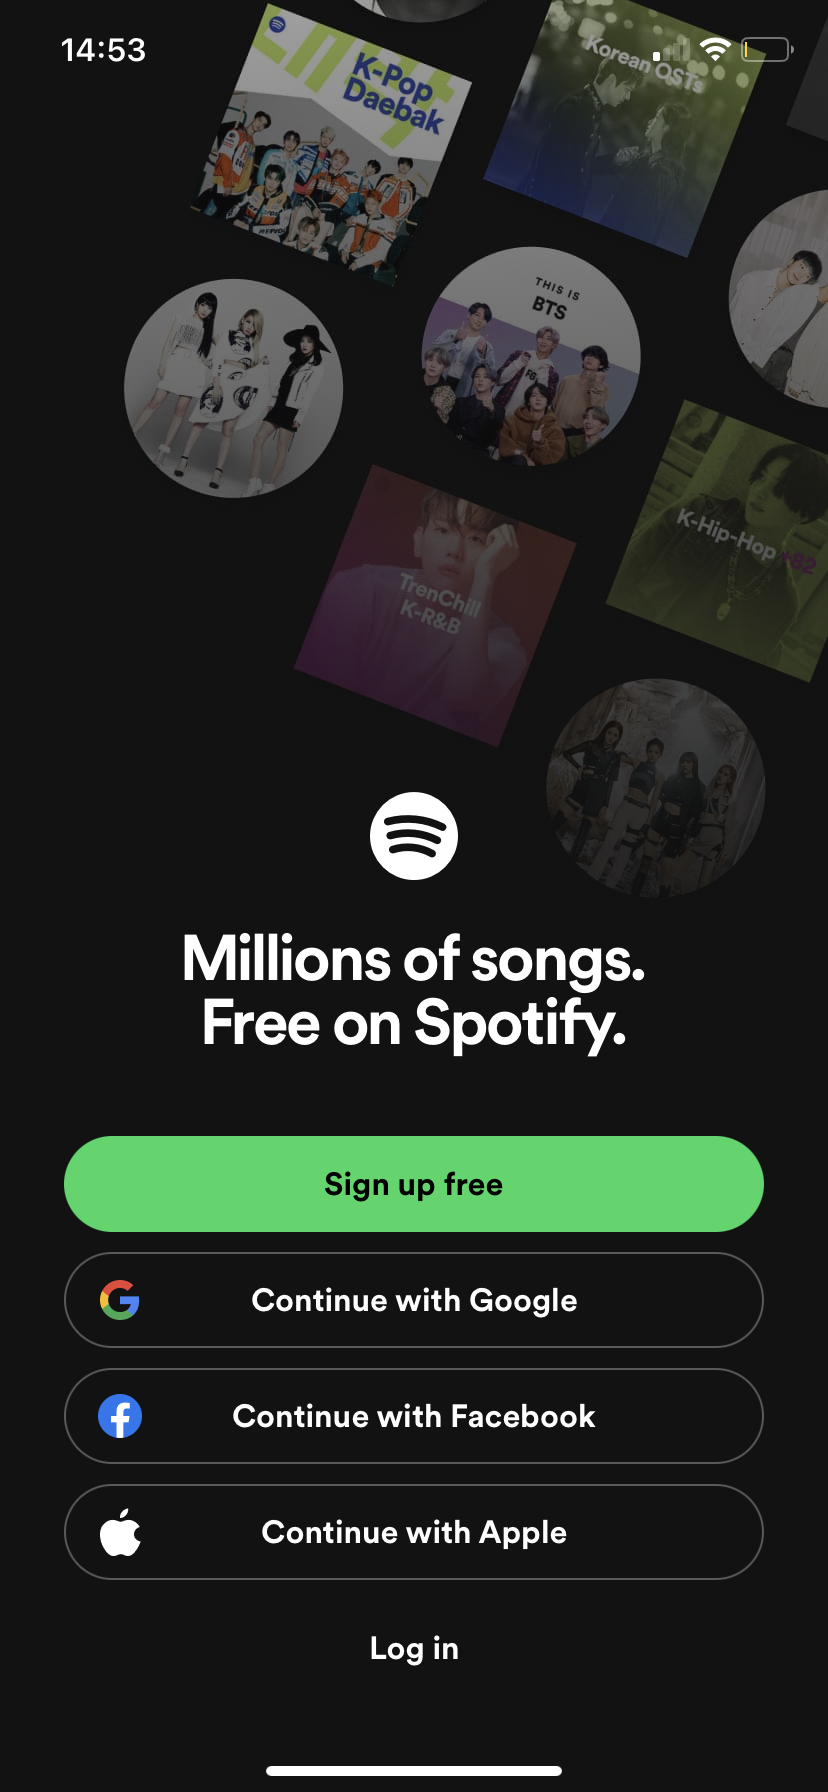 14:53
K-Pop
Daebak
Korean OSTs
THIS IS
BTS
K-Hip-Hop +82
TrenChill
K-R&B
Millions of songs.
Free on Spotify.
Sign up free
Continue with Google
Continue with Facebook
Continue with Apple
Log in